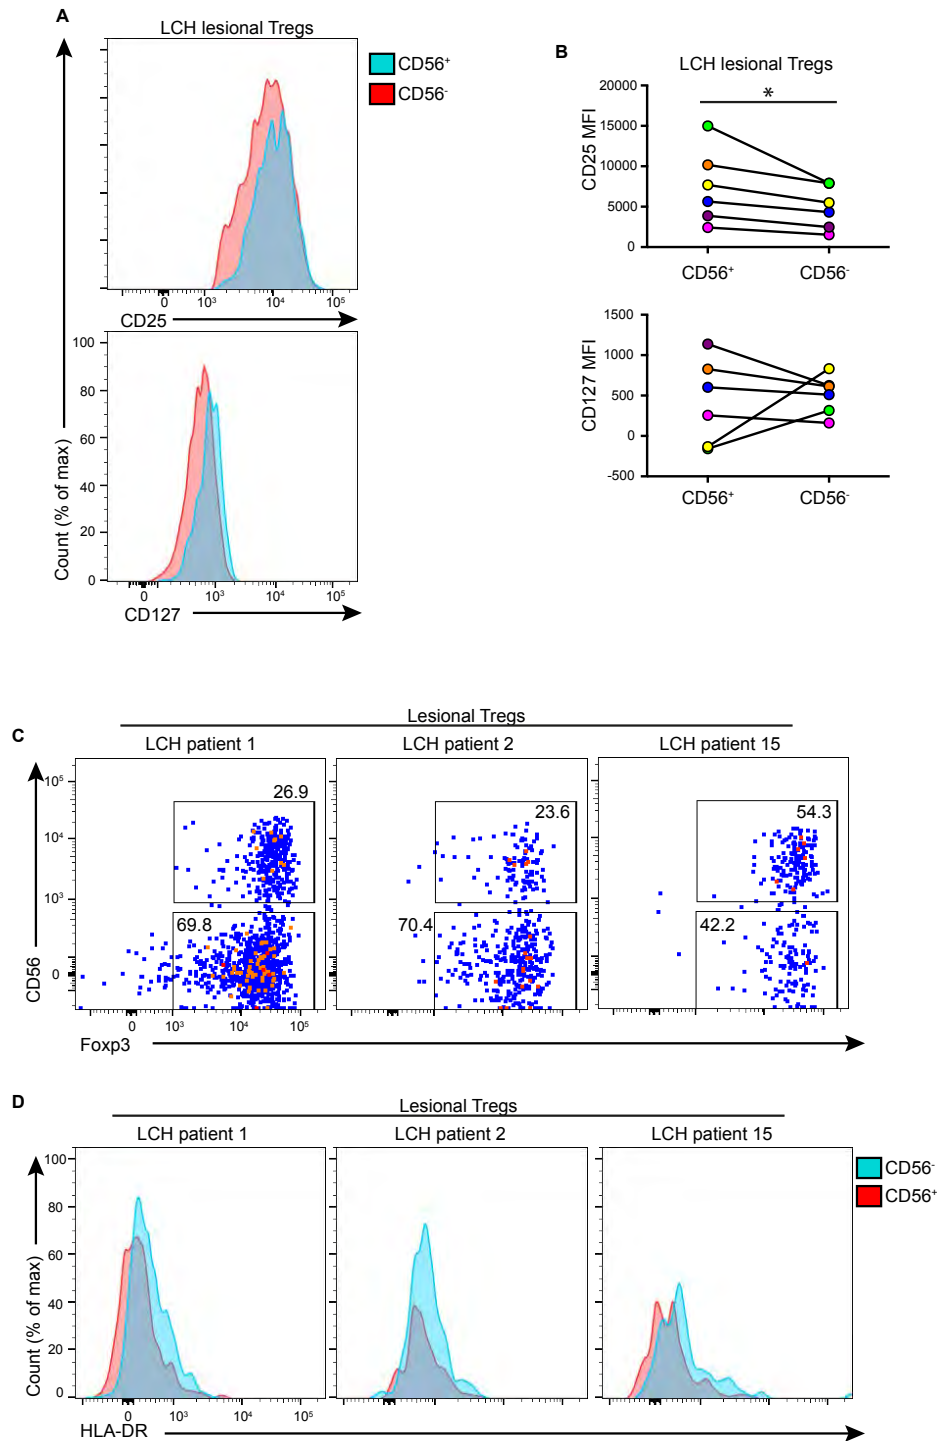 A
LCH lesional Tregs
CD56⁺
CD56⁻
0 10³ 10⁴ 10⁵
CD25
100
80
60
40
20
0
Count (% of max)
0 10³ 10⁴ 10⁵
CD127
B
LCH lesional Tregs
*
20000
15000
10000
5000
0
CD25 MFI
CD56⁺ CD56⁻
1500
1000
500
0
-500
CD127 MFI
CD56⁺ CD56⁻
C
Lesional Tregs
LCH patient 1 LCH patient 2 LCH patient 15
10⁵
10⁴
10³
0
CD56
26.9
69.8
23.6
70.4
54.3
42.2
0 10³ 10⁴ 10⁵
Foxp3
D
Lesional Tregs
LCH patient 1 LCH patient 2 LCH patient 15
CD56⁻
CD56⁺
100
80
60
40
20
0
Count (% of max)
0 10³ 10⁴ 10⁵
HLA-DR